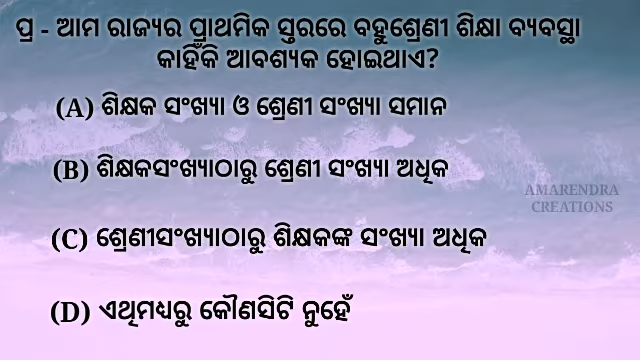 ପ୍ର - ଆମ ରାଜ୍ୟର ପ୍ରାଥମିକ ସ୍ତରରେ ବହୁଶ୍ରେଣୀ ଶିକ୍ଷା ବ୍ୟବସ୍ଥା
କାହିଁକି ଆବଶ୍ୟକ ହୋଇଥାଏ?
(A) ଶିକ୍ଷକ ସଂଖ୍ୟା ଓ ଶ୍ରେଣୀ ସଂଖ୍ୟା ସମାନ
(B) ଶିକ୍ଷକସଂଖ୍ୟାଠାରୁ ଶ୍ରେଣୀ ସଂଖ୍ୟା ଅଧିକ
AMARENDRA
CREATIONS
(C) ଶ୍ରେଣୀସଂଖ୍ୟାଠାରୁ ଶିକ୍ଷକଙ୍କ ସଂଖ୍ୟା ଅଧିକ
(D) ଏଥିମଧ୍ୟରୁ କୌଣସିଟି ନୁହେଁ